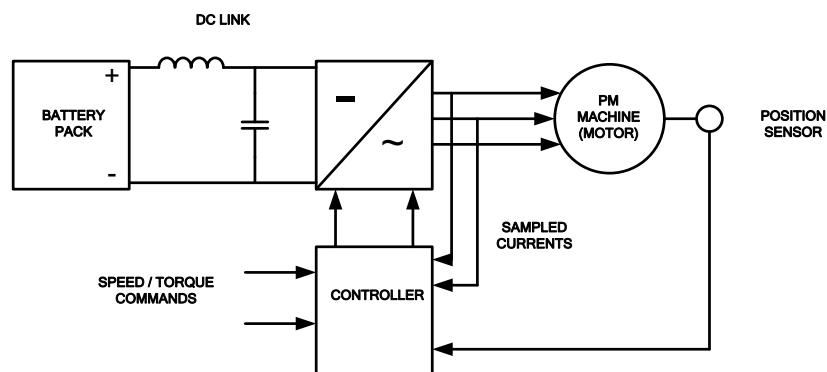 DC LINK
+
BATTERY
PACK
-
-
~
PM
MACHINE
(MOTOR)
POSITION
SENSOR
SAMPLED
CURRENTS
SPEED / TORQUE
COMMANDS
CONTROLLER